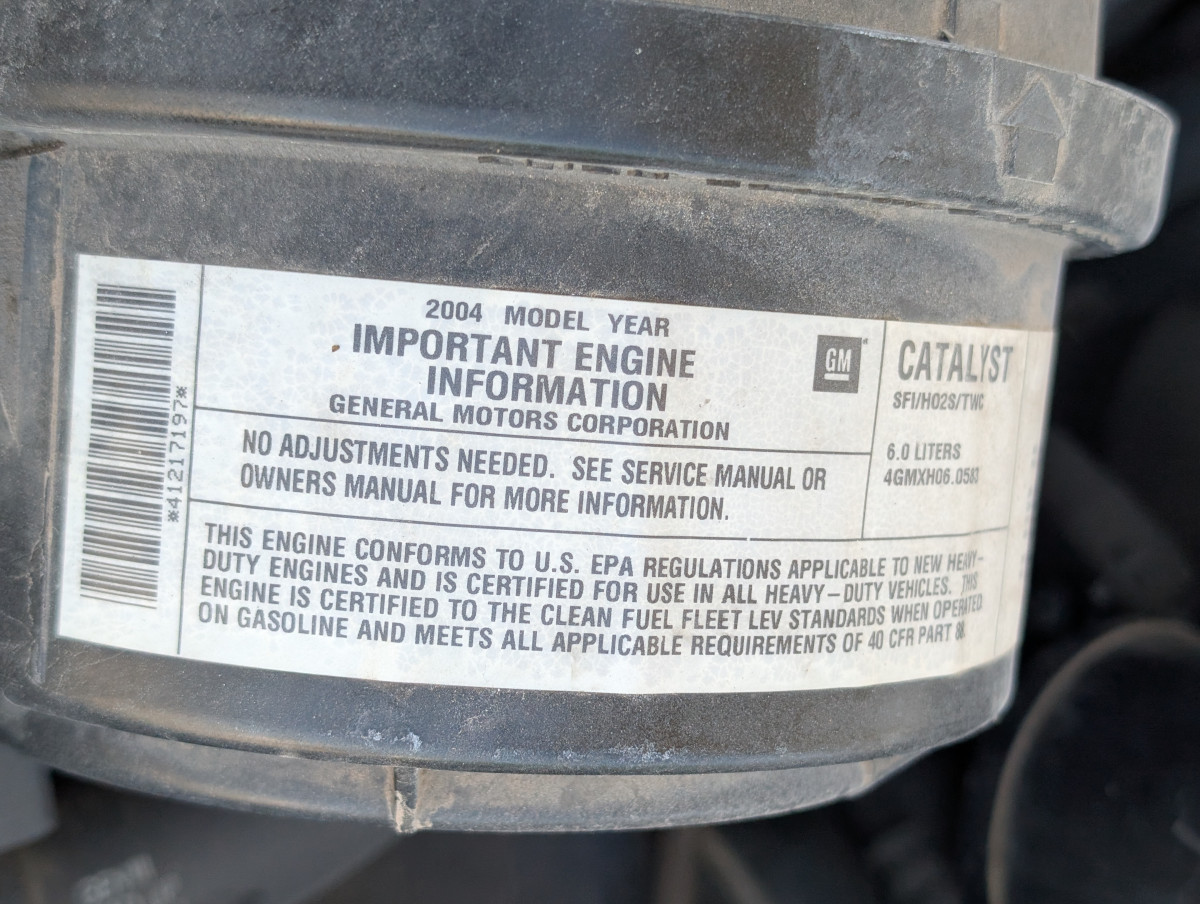 2004 MODEL YEAR
IMPORTANT ENGINE
INFORMATION
GENERAL MOTORS CORPORATION
GM
NO ADJUSTMENTS NEEDED. SEE SERVICE MANUAL OR
OWNERS MANUAL FOR MORE INFORMATION.
CATALYST
SFI/HO2S/TWC
6.0 LITERS
4GMXH06.0583
THIS ENGINE CONFORMS TO U.S. EPA REGULATIONS APPLICABLE TO NEW HEAVY-
DUTY ENGINES AND IS CERTIFIED FOR USE IN ALL HEAVY-DUTY VEHICLES. THIS
ENGINE IS CERTIFIED TO THE CLEAN FUEL FLEET LEV STANDARDS WHEN OPERATED
ON GASOLINE AND MEETS ALL APPLICABLE REQUIREMENTS OF 40 CFR PART 88.
*41217197*